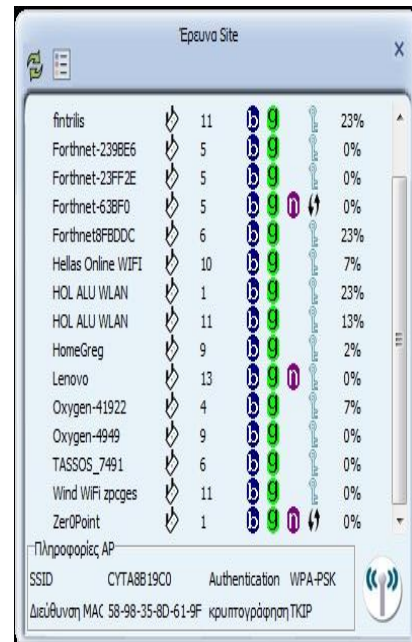 Έρευνα Site
fintrilis 11 b g 23%
Forthnet-239BE6 5 b g 0%
Forthnet-23FF2E 5 b g 0%
Forthnet-63BF0 5 b g n 0%
Forthnet8FBDDC 6 b g 23%
Hellas Online WIFI 10 b g 7%
HOL ALU WLAN 1 b g 23%
HOL ALU WLAN 11 b g 13%
HomeGreg 9 b g 2%
Lenovo 13 b g n 0%
Oxygen-41922 4 b g 7%
Oxygen-4949 9 b g 0%
TASSOS_7491 6 b g 0%
Wind WiFi zpcges 11 b g 0%
Zer0Point 1 b g n 0%
Πληροφορίες AP
SSID CYTA8B19C0 Authentication WPA-PSK
Διεύθυνση MAC 58-98-35-8D-61-9F κρυπτογράφηση TKIP